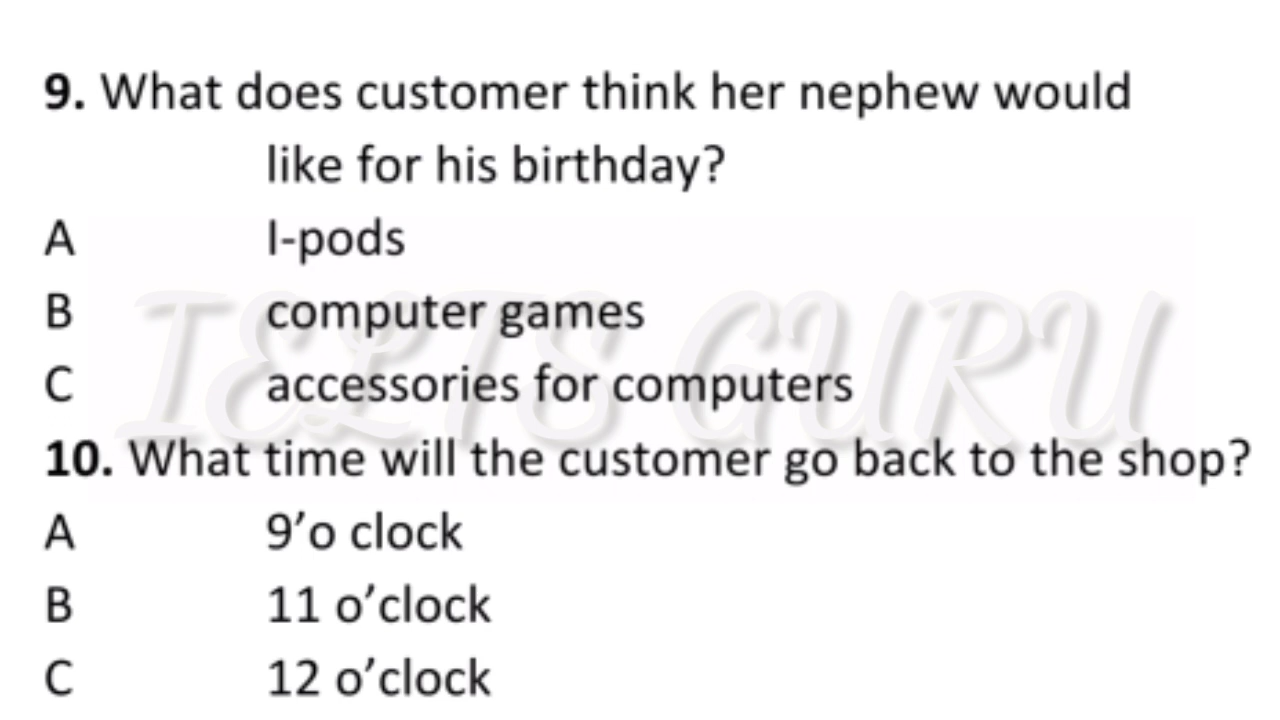 9. What does customer think her nephew would
like for his birthday?
A I-pods
B computer games
C accessories for computers
IELTS GURU
10. What time will the customer go back to the shop?
A 9’o clock
B 11 o’clock
C 12 o’clock